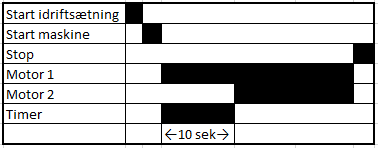 Start idriftsætning
Start maskine
Stop
Motor 1
Motor 2
Timer
←10 sek→